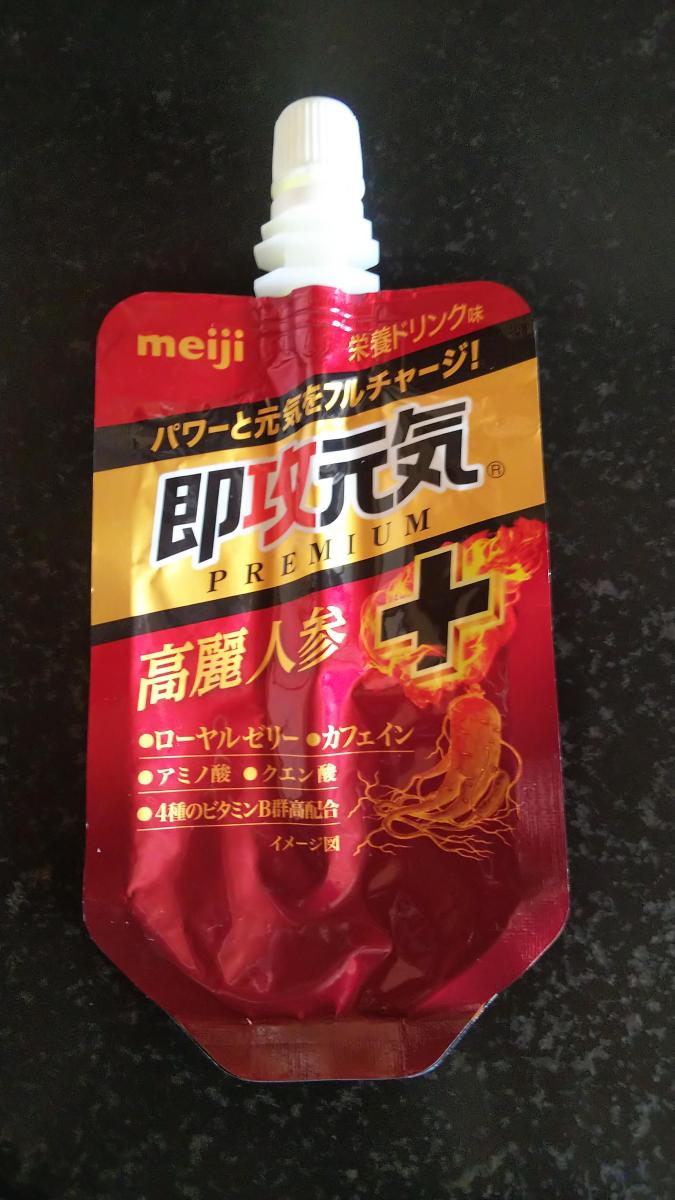 meiji
栄養ドリンク味
パワーと元気をフルチャージ!
即攻元気®
PREMIUM
高麗人参
●ローヤルゼリー ●カフェイン
●アミノ酸 ●クエン酸
●4種のビタミンB群高配合
イメージ図